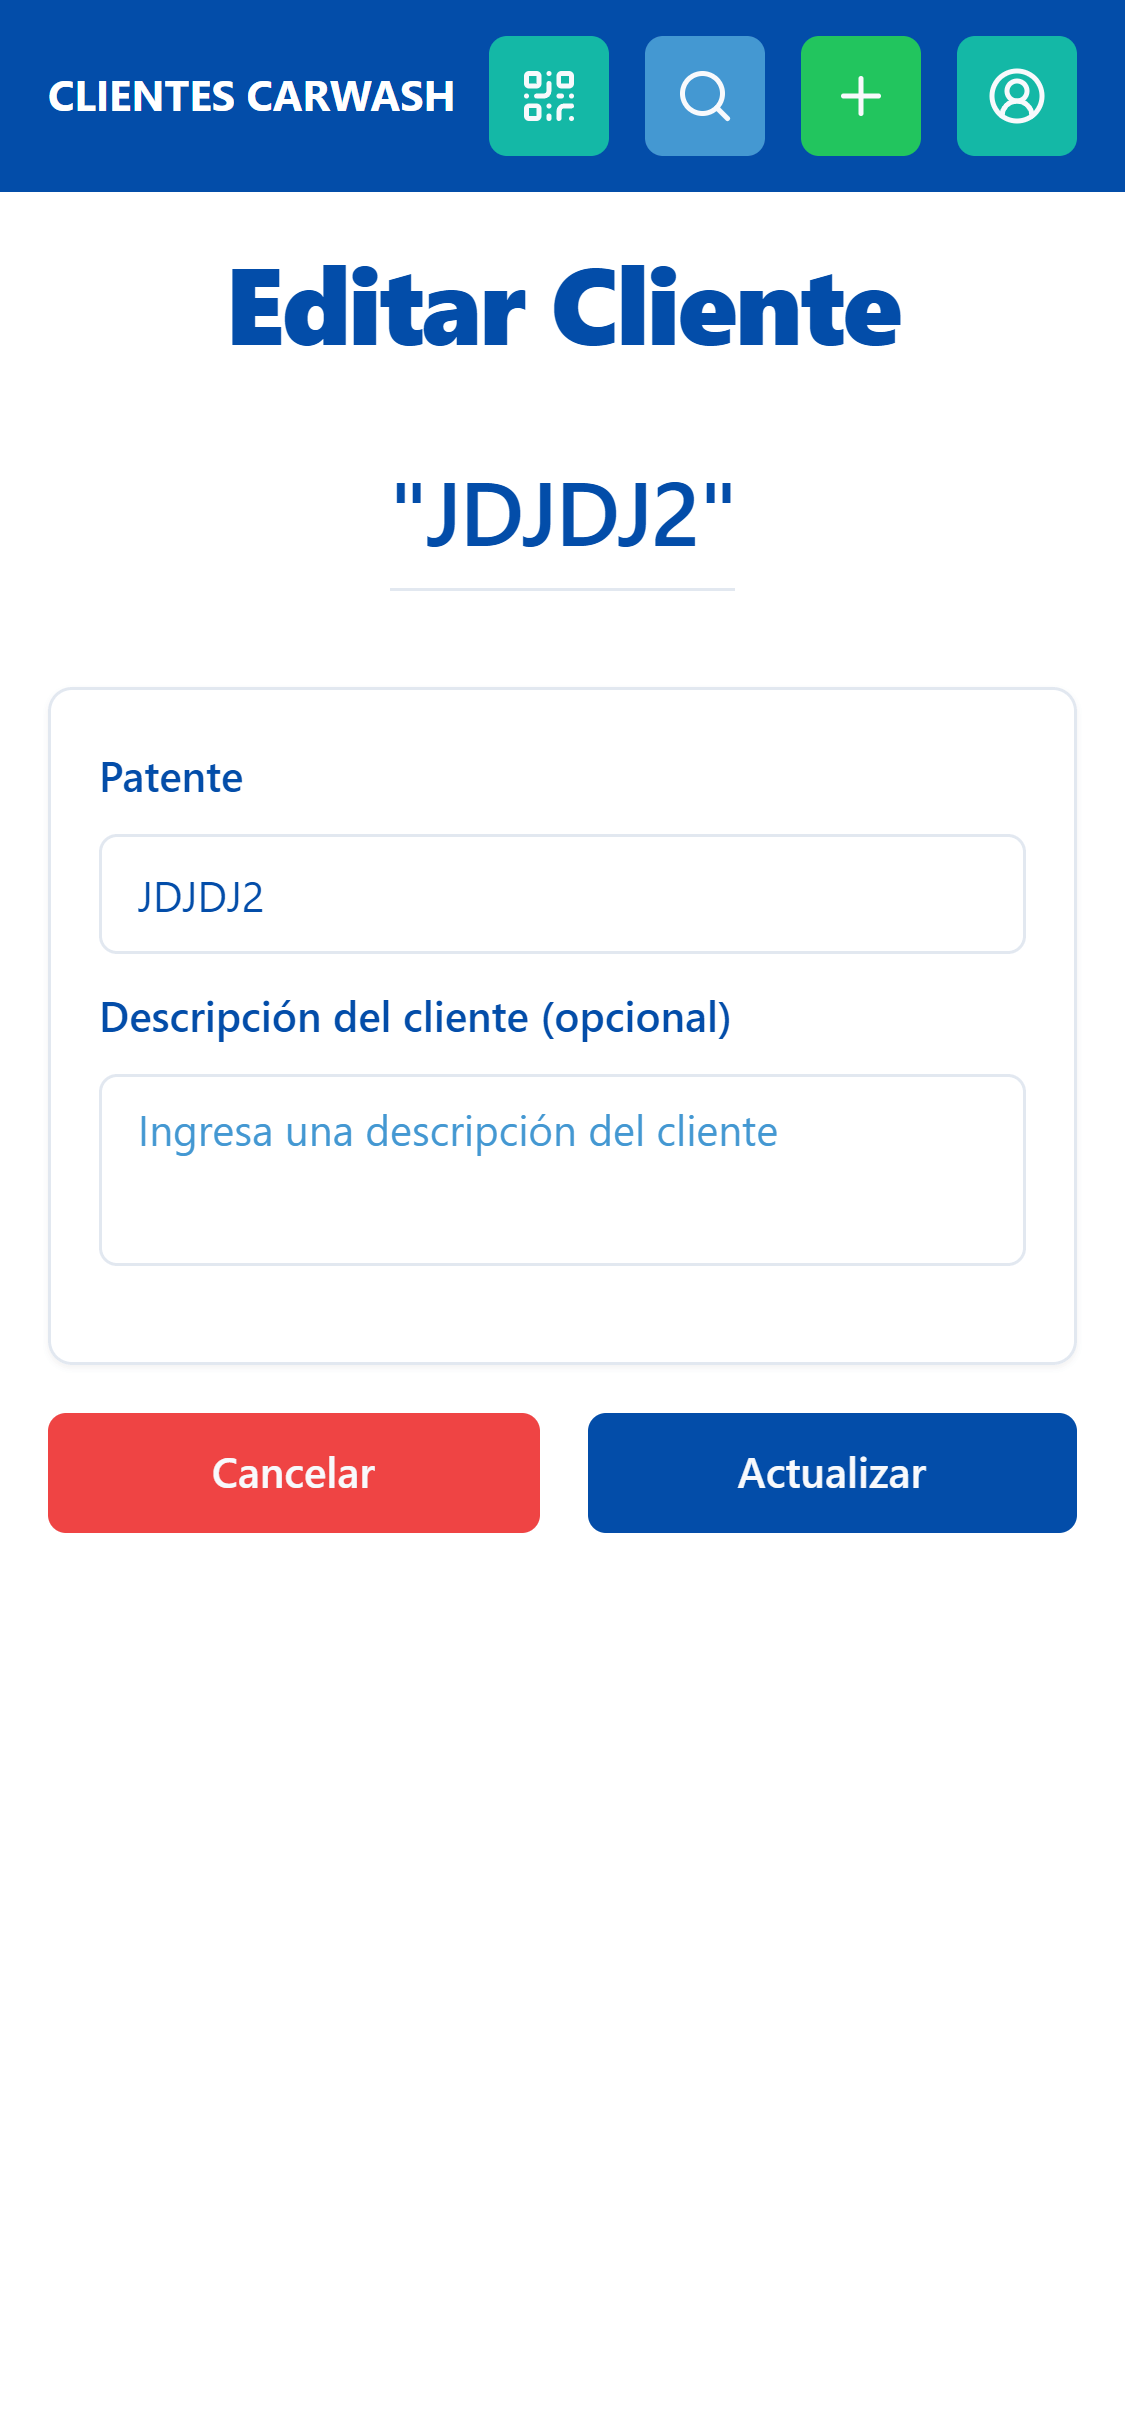 CLIENTES CARWASH
Editar Cliente
"JDJDJ2"
Patente
JDJDJ2
Descripción del cliente (opcional)
Ingresa una descripción del cliente
Cancelar
Actualizar